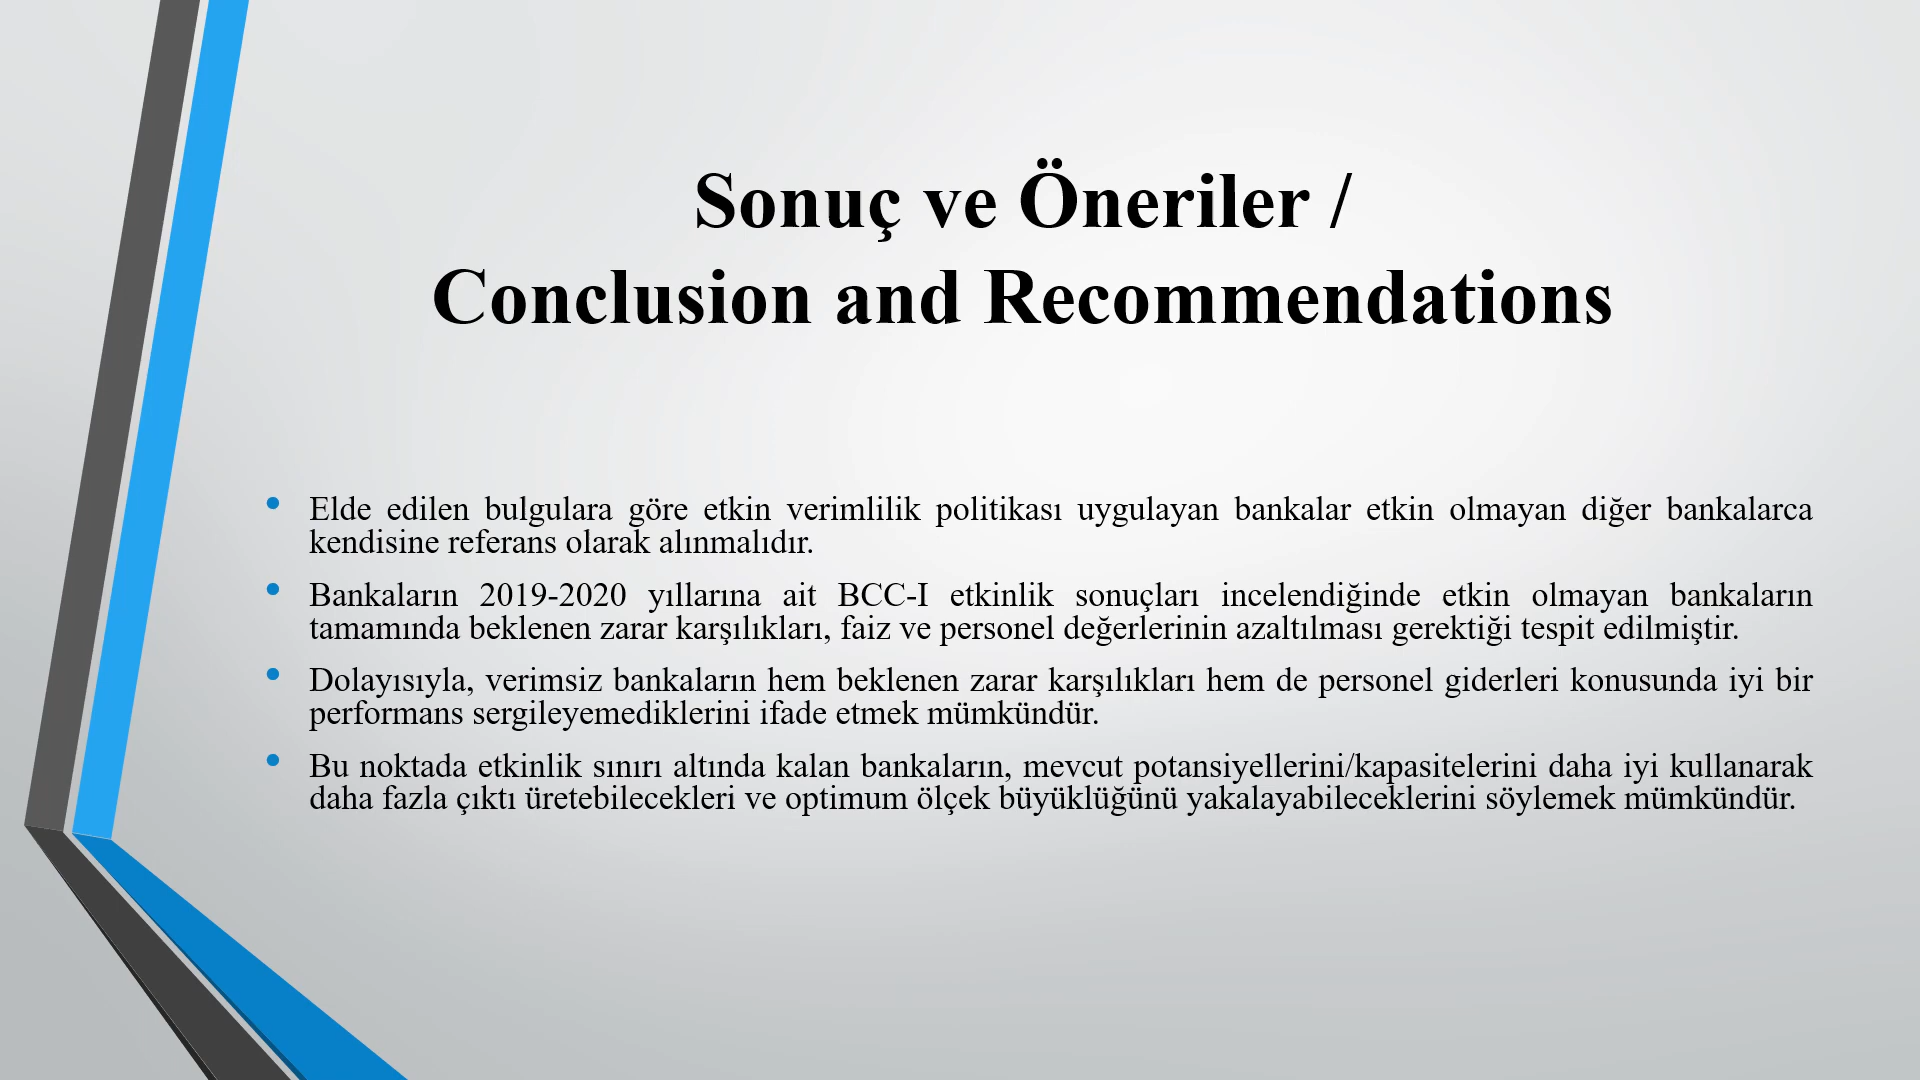 Sonuç ve Öneriler /
Conclusion and Recommendations
• Elde edilen bulgulara göre etkin verimlilik politikası uygulayan bankalar etkin olmayan diğer bankalarca
kendisine referans olarak alınmalıdır.
• Bankaların 2019-2020 yıllarına ait BCC-I etkinlik sonuçları incelendiğinde etkin olmayan bankaların
tamamında beklenen zarar karşılıkları, faiz ve personel değerlerinin azaltılması gerektiği tespit edilmiştir.
• Dolayısıyla, verimsiz bankaların hem beklenen zarar karşılıkları hem de personel giderleri konusunda iyi bir
performans sergileyemediklerini ifade etmek mümkündür.
• Bu noktada etkinlik sınırı altında kalan bankaların, mevcut potansiyellerini/kapasitelerini daha iyi kullanarak
daha fazla çıktı üretebilecekleri ve optimum ölçek büyüklüğünü yakalayabileceklerini söylemek mümkündür.